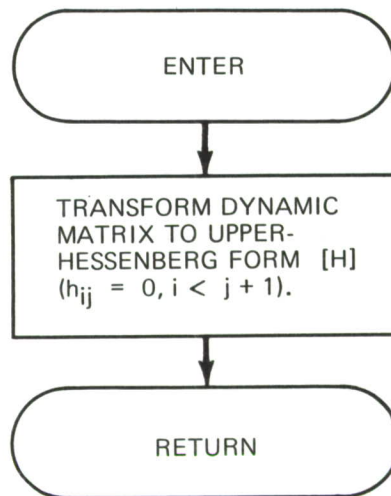 ENTER
TRANSFORM DYNAMIC
MATRIX TO UPPER-
HESSENBERG FORM [H]
(hij = 0, i < j + 1).
RETURN